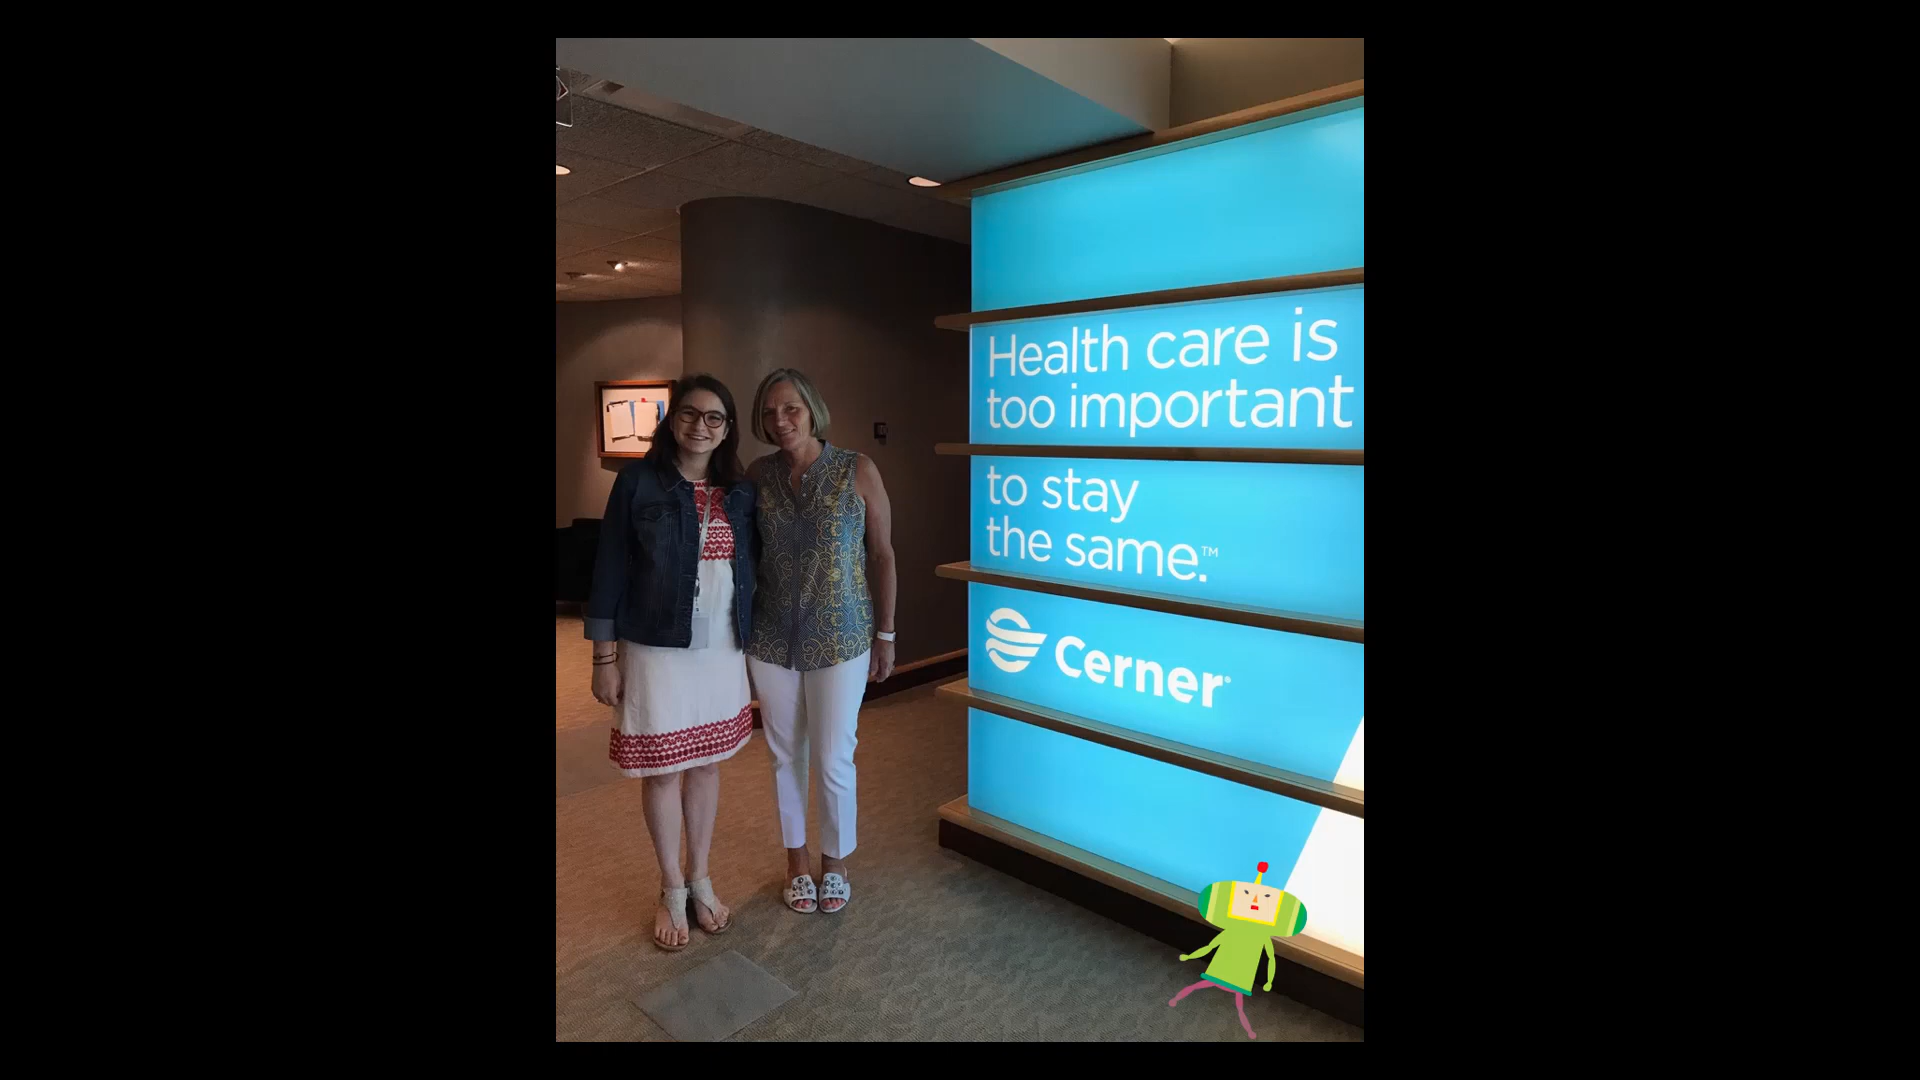 Health care is
too important
to stay
the same.™
Cerner®